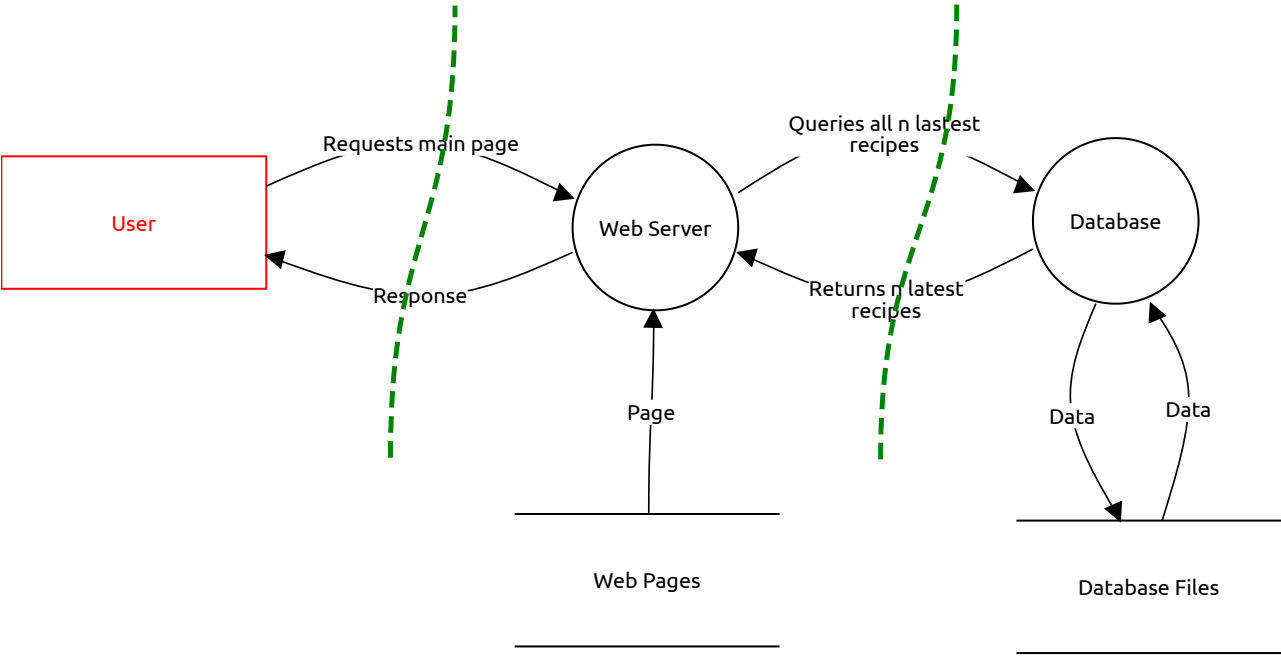 Requests main page
Queries all n lastest
recipes
User
Web Server
Database
Response
Returns n latest
recipes
Page
Data
Data
Web Pages
Database Files